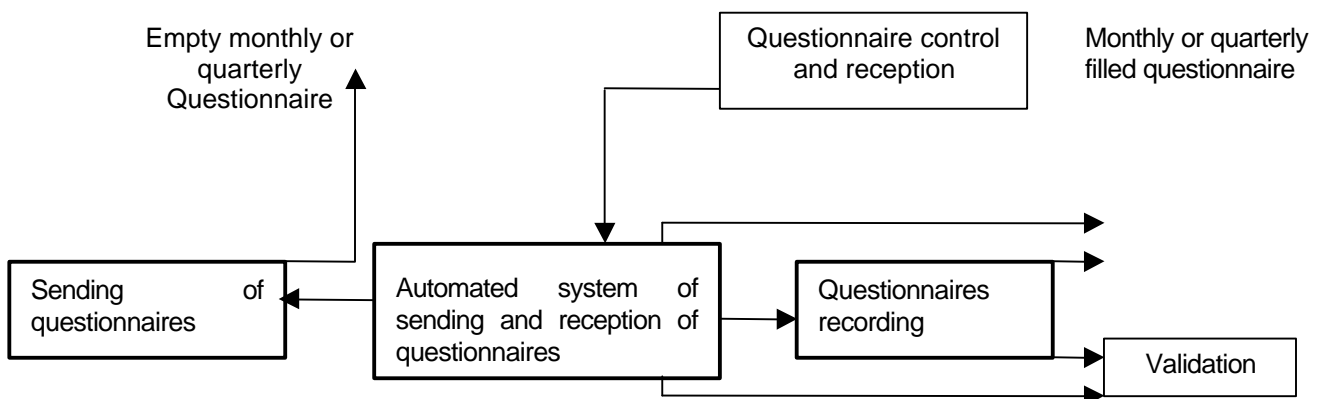 Empty monthly or
quarterly
Questionnaire
Questionnaire control
and reception
Monthly or quarterly
filled questionnaire
Sending of
questionnaires
Automated system of
sending and reception of
questionnaires
Questionnaires
recording
Validation